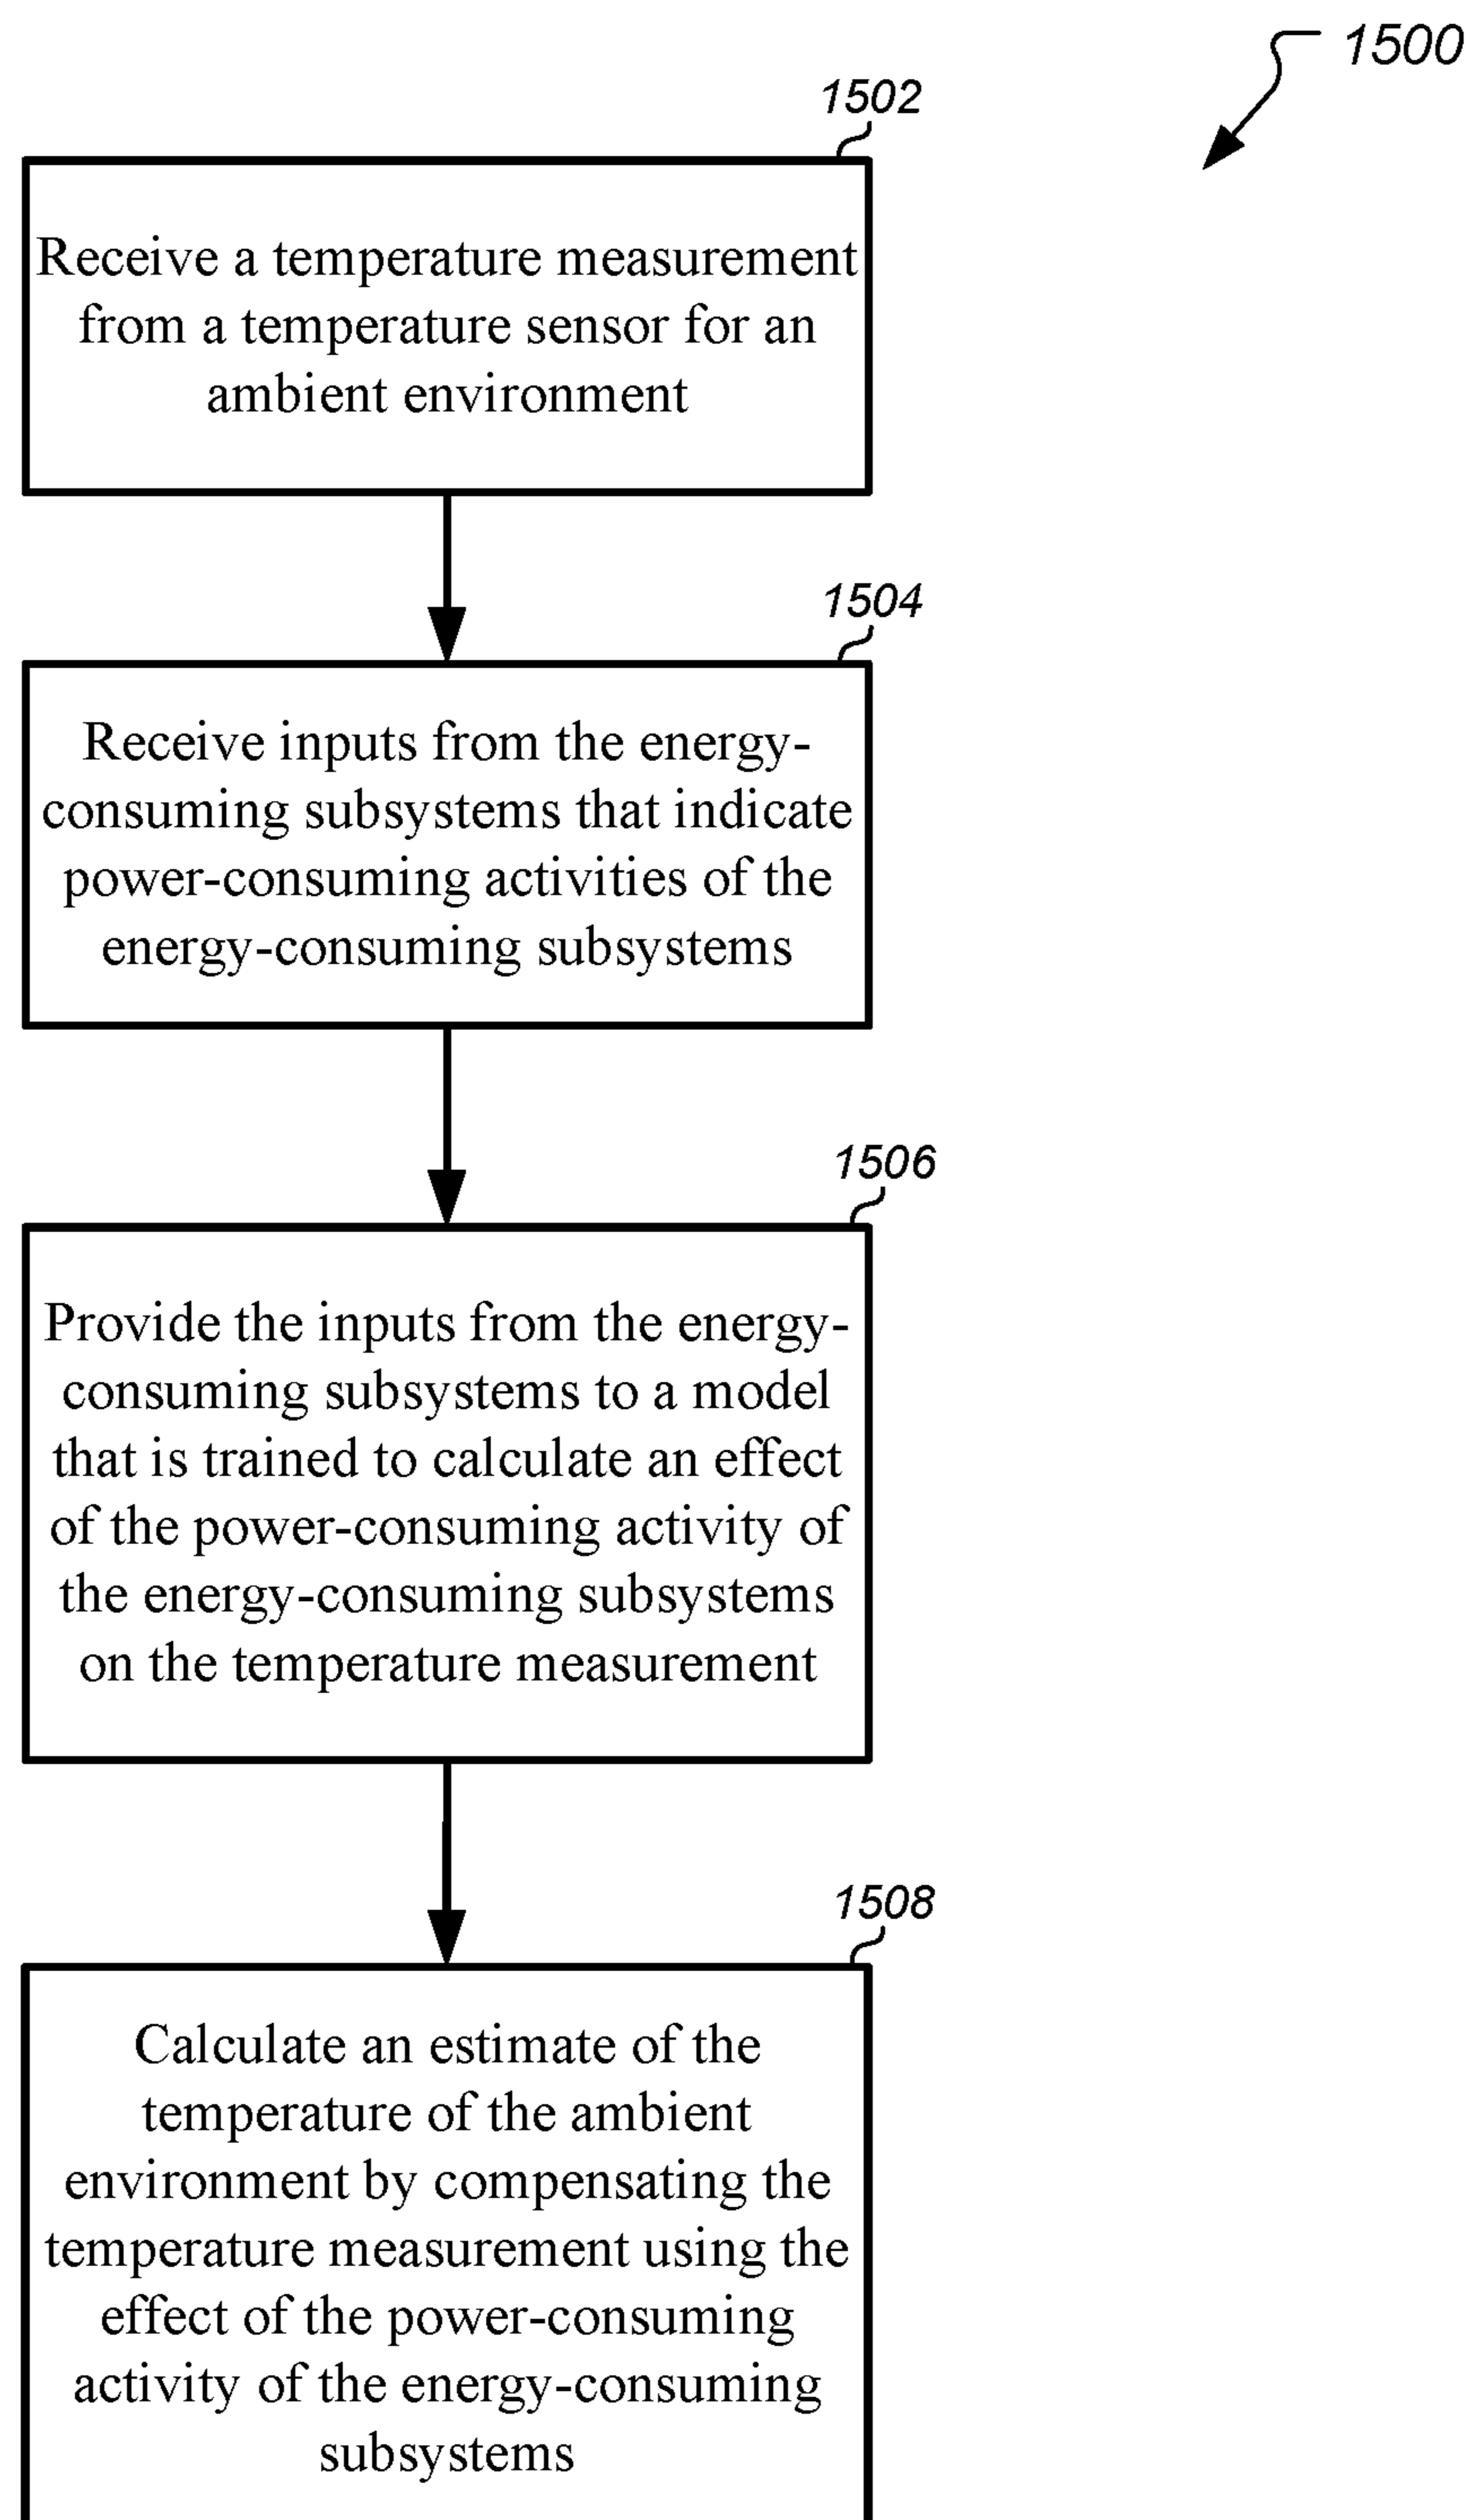 1500
1502
Receive a temperature measurement
from a temperature sensor for an
ambient environment
1504
Receive inputs from the energy-
consuming subsystems that indicate
power-consuming activities of the
energy-consuming subsystems
1506
Provide the inputs from the energy-
consuming subsystems to a model
that is trained to calculate an effect
of the power-consuming activity of
the energy-consuming subsystems
on the temperature measurement
1508
Calculate an estimate of the
temperature of the ambient
environment by compensating the
temperature measurement using the
effect of the power-consuming
activity of the energy-consuming
subsystems